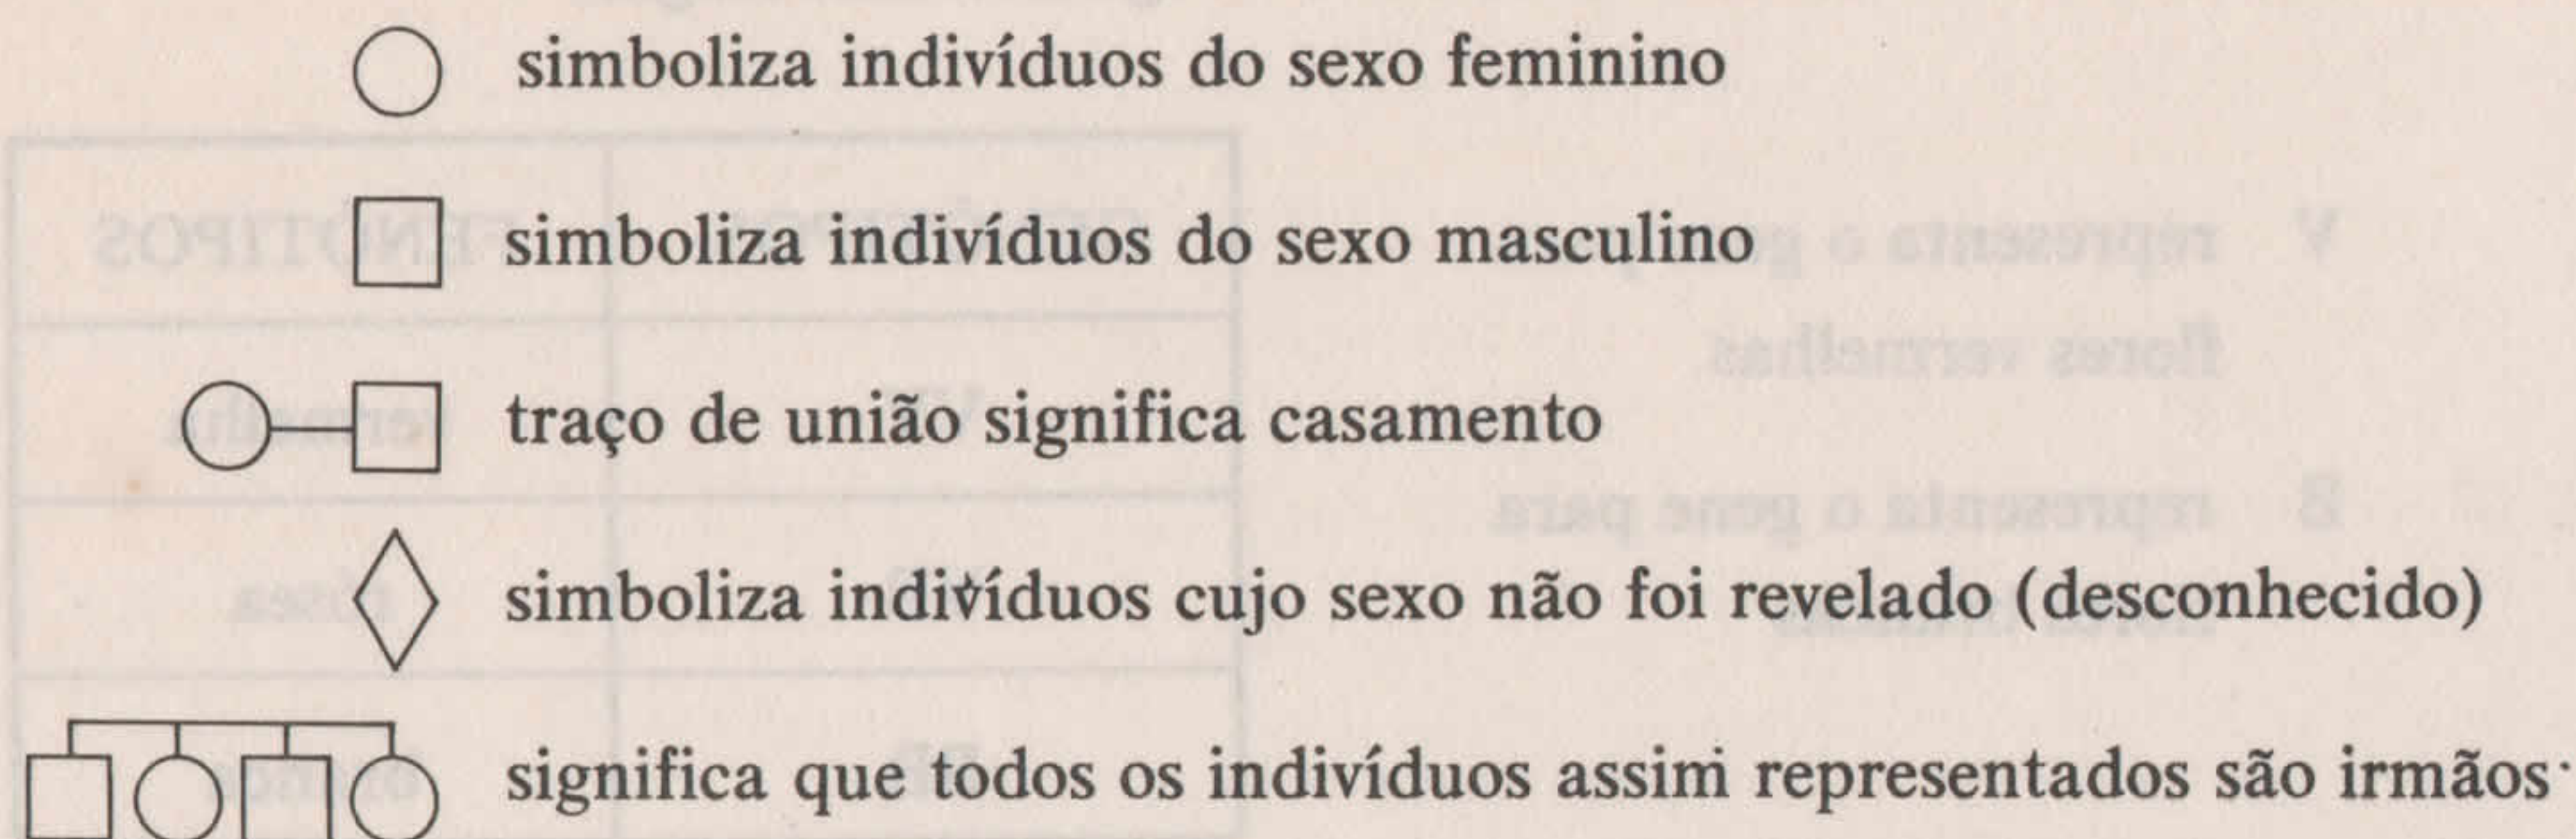 simboliza indivíduos do sexo feminino
simboliza indivíduos do sexo masculino
traço de união significa casamento
simboliza indivíduos cujo sexo não foi revelado (desconhecido)
significa que todos os indivíduos assim representados são irmãos